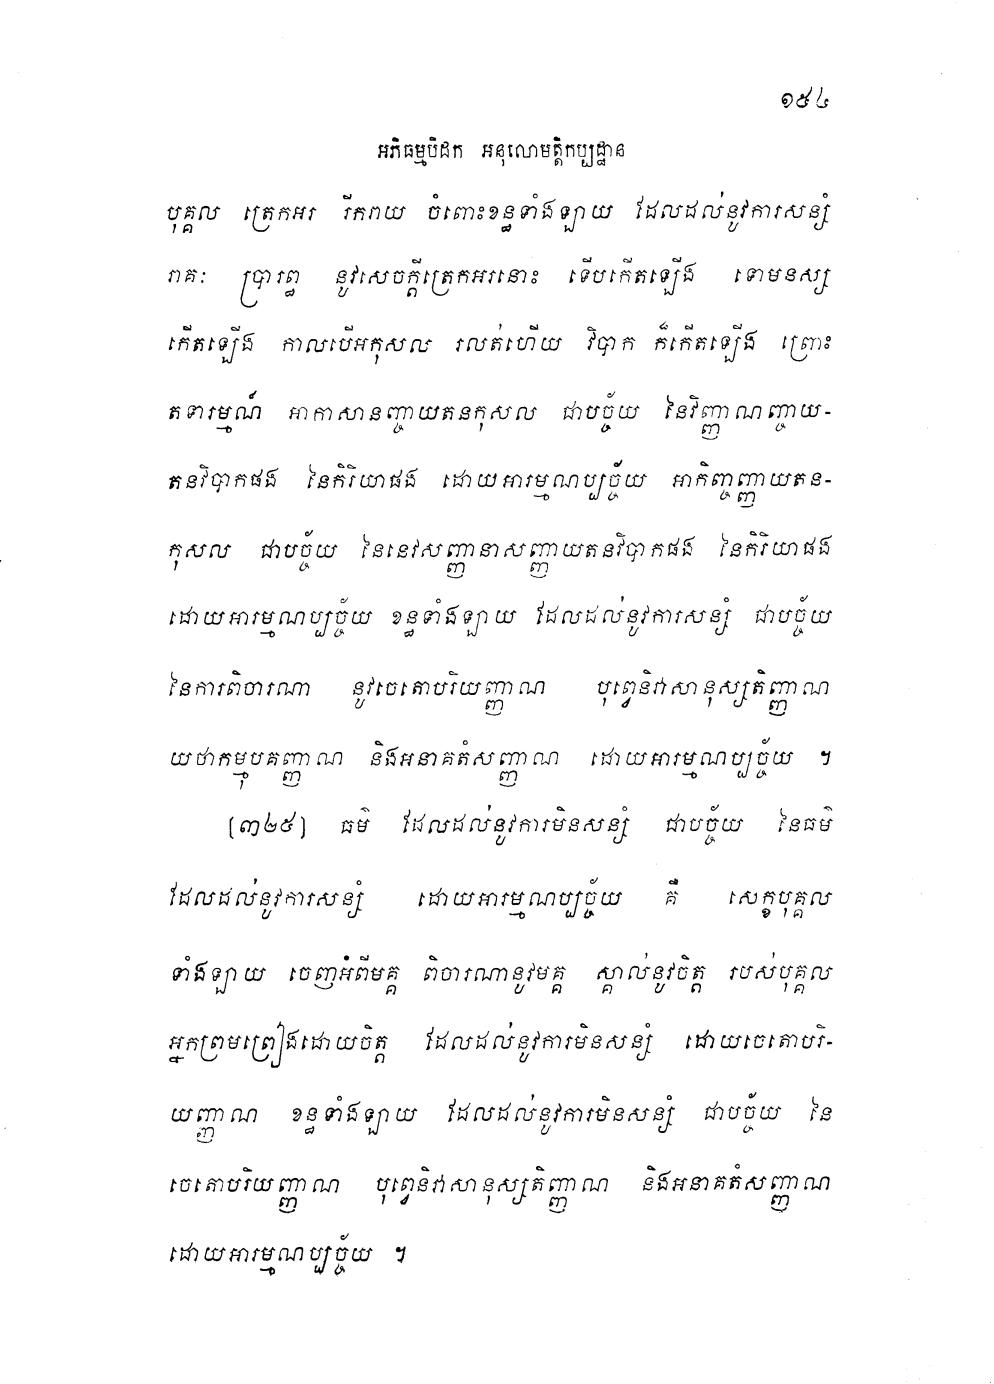 ១៥៤
អភិធម្មបិដក អនុលោមត្តិកប្បដ្ឋាន
បុគ្គល ត្រេកអរ រីករាយ ចំពោះខន្ធទាំងឡាយ ដែលដល់នូវការសន្សំ
រាគៈ ប្រារព្ធ នូវសេចក្តីត្រេកអរនោះ ទើបកើតឡើង ទោមនស្ស
កើតឡើង កាលបើអកុសល រលត់ហើយ វិបាក ក៏កើតឡើង ព្រោះ
តទារម្មណ៍ អាកាសានញ្ចាយតនកុសល ជាបច្ច័យ នៃវិញ្ញាណញ្ចាយ-
តនវិបាកផង នៃកិរិយាផង ដោយអារម្មណប្បច្ច័យ អាកិញ្ចញ្ញាយតន-
កុសល ជាបច្ច័យ នៃនេវសញ្ញានាសញ្ញាយតនវិបាកផង នៃកិរិយាផង
ដោយអារម្មណប្បច្ច័យ ខន្ធទាំងឡាយ ដែលដល់នូវការសន្សំ ជាបច្ច័យ
នៃការពិចារណា នូវចេតោបរិយញ្ញាណ បុព្វេនិវាសានុស្សតិញ្ញាណ
យថាកម្មុបគញ្ញាណ និងអនាគតំសញ្ញាណ ដោយអារម្មណប្បច្ច័យ ។
[៣២៥] ធម៌ ដែលដល់នូវការមិនសន្សំ ជាបច្ច័យ នៃធម៌
ដែលដល់នូវការសន្សំ ដោយអារម្មណប្បច្ច័យ គឺ សេក្ខបុគ្គល
ទាំងឡាយ ចេញអំពីមគ្គ ពិចារណានូវមគ្គ ស្គាល់នូវចិត្ត របស់បុគ្គល
អ្នកព្រមព្រៀងដោយចិត្ត ដែលដល់នូវការមិនសន្សំ ដោយចេតោបរិ-
យញ្ញាណ ខន្ធទាំងឡាយ ដែលដល់នូវការមិនសន្សំ ជាបច្ច័យ នៃ
ចេតោបរិយញ្ញាណ បុព្វេនិវាសានុស្សតិញ្ញាណ និងអនាគតំសញ្ញាណ
ដោយអារម្មណប្បច្ច័យ ។